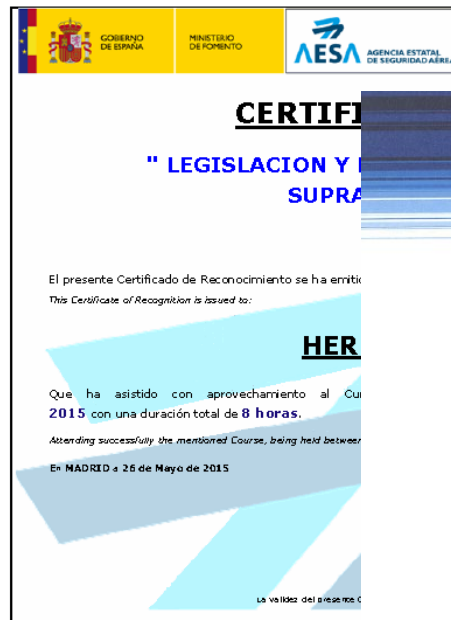 GOBIERNO
DE ESPAÑA
MINISTERIO
DE FOMENTO
AESA
AGENCIA ESTATAL
DE SEGURIDAD AÉREA
CERTIFI
" LEGISLACION Y
SUPRA
El presente Certificado de Reconocimiento se ha emitid
This Certificate of Recognition is issued to:
HER
Que ha asistido con aprovechamiento al Cur
2015 con una duración total de 8 horas.
Attending successfully the mentioned Course, being held between
En MADRID a 26 de Mayo de 2015
La validez del presente C